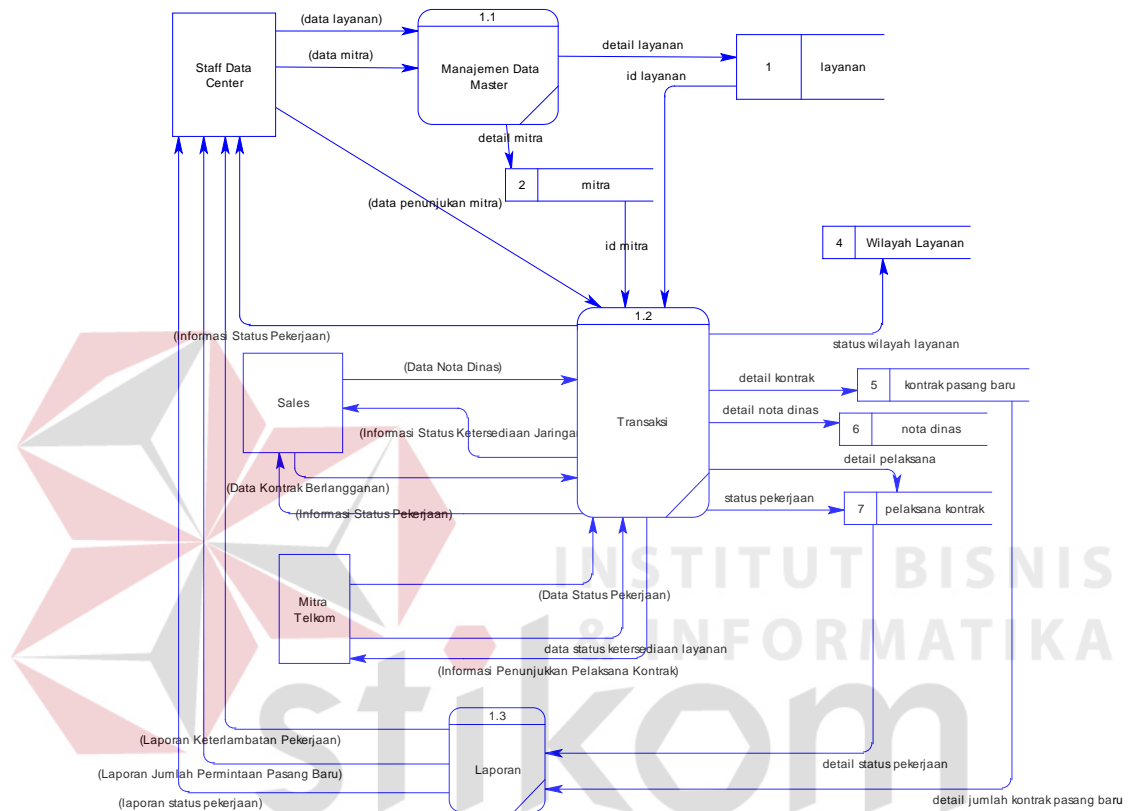 1.1
(data layanan)
Staff Data
Center
(data mitra)
Manajemen Data
Master
detail layanan
1
layanan
id layanan
detail mitra
2
mitra
(data penunjukan mitra)
id mitra
4
Wilayah Layanan
1.2
(Informasi Status Pekerjaan)
status wilayah layanan
(Data Nota Dinas)
detail kontrak
5
kontrak pasang baru
Sales
Transaksi
detail nota dinas
6
nota dinas
(Informasi Status Ketersediaan Jaringa
detail pelaksana
(Data Kontrak Berlangganan)
status pekerjaan
7
pelaksana kontrak
(Informasi Status Pekerjaan)
INSTITUT BISNIS
& INFORMATIKA
Mitra
Telkom
(Data Status Pekerjaan)
data status ketersediaan layanan
(Informasi Penunjukkan Pelaksana Kontrak)
stikom
1.3
(Laporan Keterlambatan Pekerjaan)
Laporan
detail status pekerjaan
(Laporan Jumlah Permintaan Pasang Baru)
(laporan status pekerjaan)
detail jumlah kontrak pasang baru